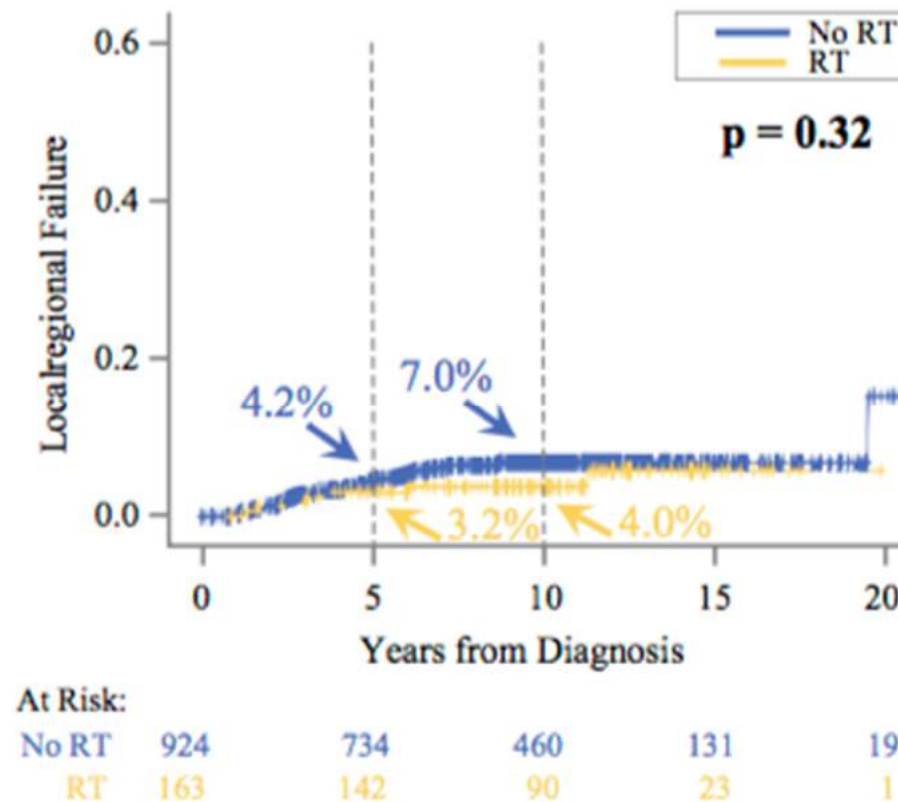 0.6
0.4
0.2
0.0
Localregional Failure
No RT
RT
p = 0.32
4.2%
7.0%
3.2%
4.0%
0 5 10 15 20
Years from Diagnosis
At Risk:
No RT 924 734 460 131 19
RT 163 142 90 23 1